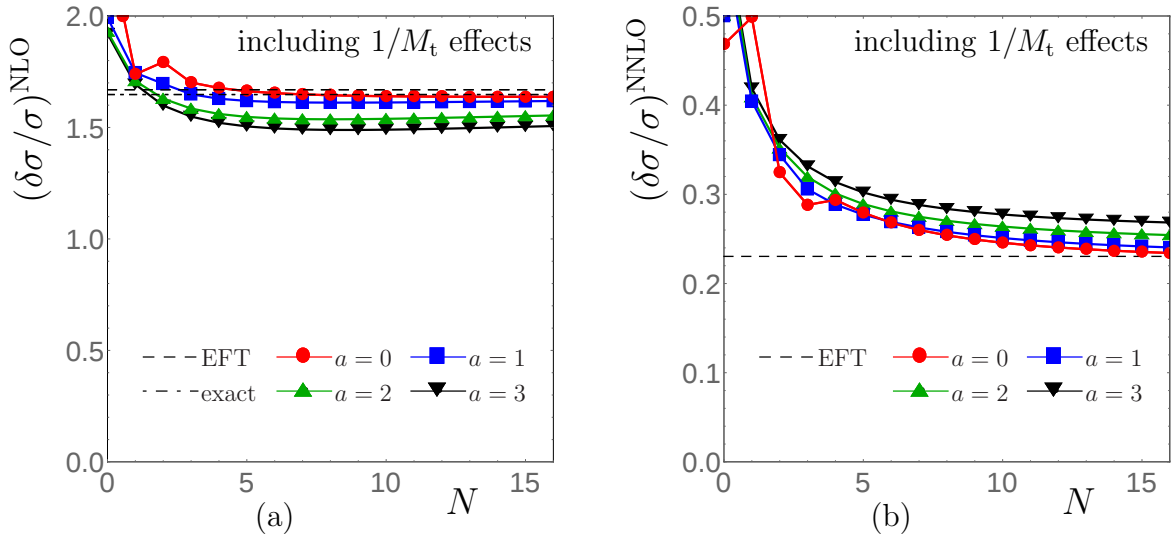 (δσ/σ)^NLO
2.0
1.5
1.0
0.5
0.0
including 1/M_t effects
EFT
a = 0
a = 1
exact
a = 2
a = 3
0
5
10
15
N
(a)
(δσ/σ)^NNLO
0.5
0.4
0.3
0.2
0.1
0.0
including 1/M_t effects
EFT
a = 0
a = 1
a = 2
a = 3
0
5
10
15
N
(b)